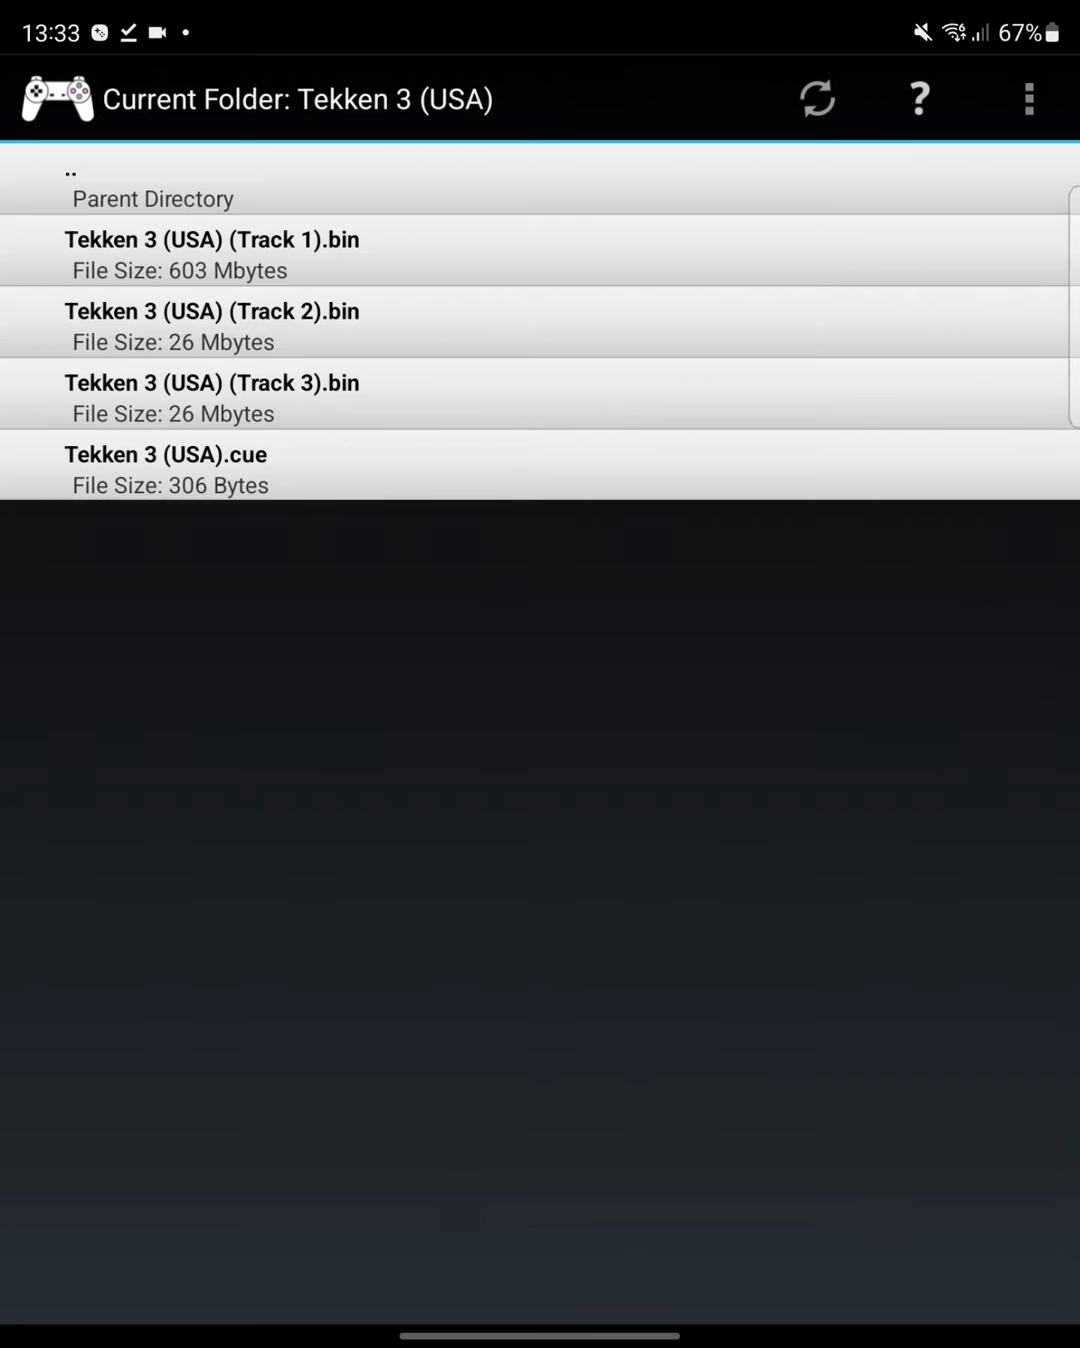 13:33
67%
Current Folder: Tekken 3 (USA)
?
..
Parent Directory
Tekken 3 (USA) (Track 1).bin
File Size: 603 Mbytes
Tekken 3 (USA) (Track 2).bin
File Size: 26 Mbytes
Tekken 3 (USA) (Track 3).bin
File Size: 26 Mbytes
Tekken 3 (USA).cue
File Size: 306 Bytes